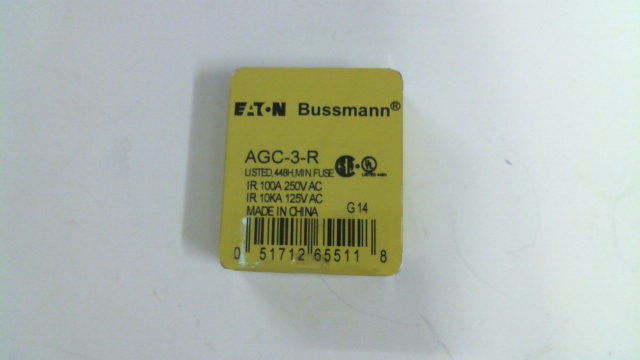 EATON Bussmann®
AGC-3-R
LISTED, 448H, MIN. FUSE
IR. 100A 250V AC
IR. 10KA 125V AC
MADE IN CHINA G 14
0 51712 65511 8